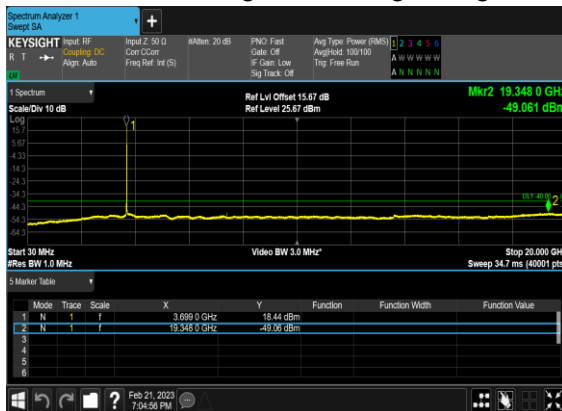 Spectrum Analyzer 1
Swept SA
KEYSIGHT Input: RF Input Z: 50 Ω #Atten: 20 dB PNO: Fast Avg Type: Power (RMS) 1 2 3 4 5 6
R T Coupling: DC Corr CCorr Gate: Off Avg|Hold: 100/100 A W W W W W
Align: Auto Freq Ref: Int (S) IF Gain: Low Trig: Free Run
Sig Track: Off A N N N N N
1 Spectrum Ref Lvl Offset 15.67 dB Mkr2 19.348 0 GHz
Scale/Div 10 dB Ref Level 25.67 dBm -49.061 dBm
Log
15.7 1
5.67
-4.33
-14.3
-24.3
-34.3
-44.3 2
-54.3
-64.3
Start 30 MHz Video BW 3.0 MHz* Stop 20.000 GHz
#Res BW 1.0 MHz Sweep 34.7 ms (40001 pts)
5 Marker Table
Mode Trace Scale X Y Function Function Width Function Value
1 N 1 f 3.699 0 GHz 18.44 dBm
2 N 1 f 19.348 0 GHz -49.06 dBm
3
4
5
6
? Feb 21, 2023
7:04:56 PM